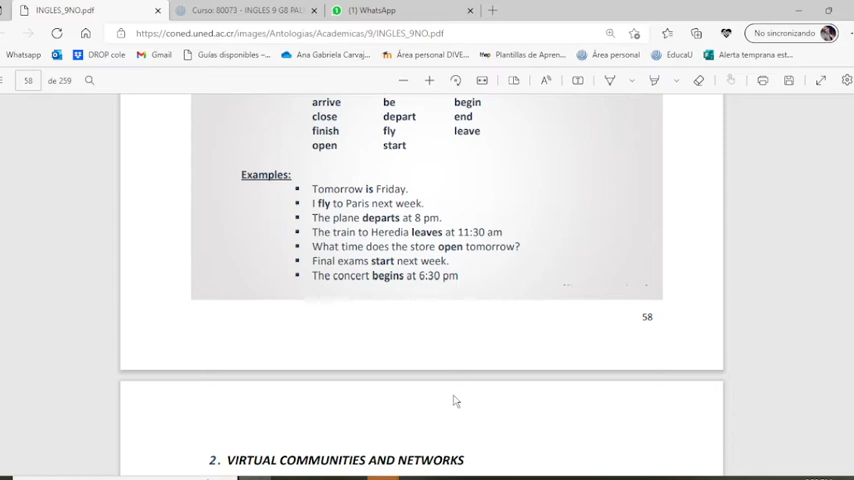 INGLES_9NO.pdf
Curso: 80073 - INGLES 9 G8 PAL
(1) WhatsApp
https://coned.uned.ac.cr/images/Antologias/Academicas/9/INGLES_9NO.pdf
No sincronizando
Whatsapp
DROP cole
Gmail
Guías disponibles –...
Ana Gabriela Carvaj...
Área personal DIVE...
Plantillas de Apren...
Área personal
EducaU
Alerta temprana est...
58 de 259
arrive be begin
close depart end
finish fly leave
open start
Examples:
▪ Tomorrow is Friday.
▪ I fly to Paris next week.
▪ The plane departs at 8 pm.
▪ The train to Heredia leaves at 11:30 am
▪ What time does the store open tomorrow?
▪ Final exams start next week.
▪ The concert begins at 6:30 pm
58
2. VIRTUAL COMMUNITIES AND NETWORKS